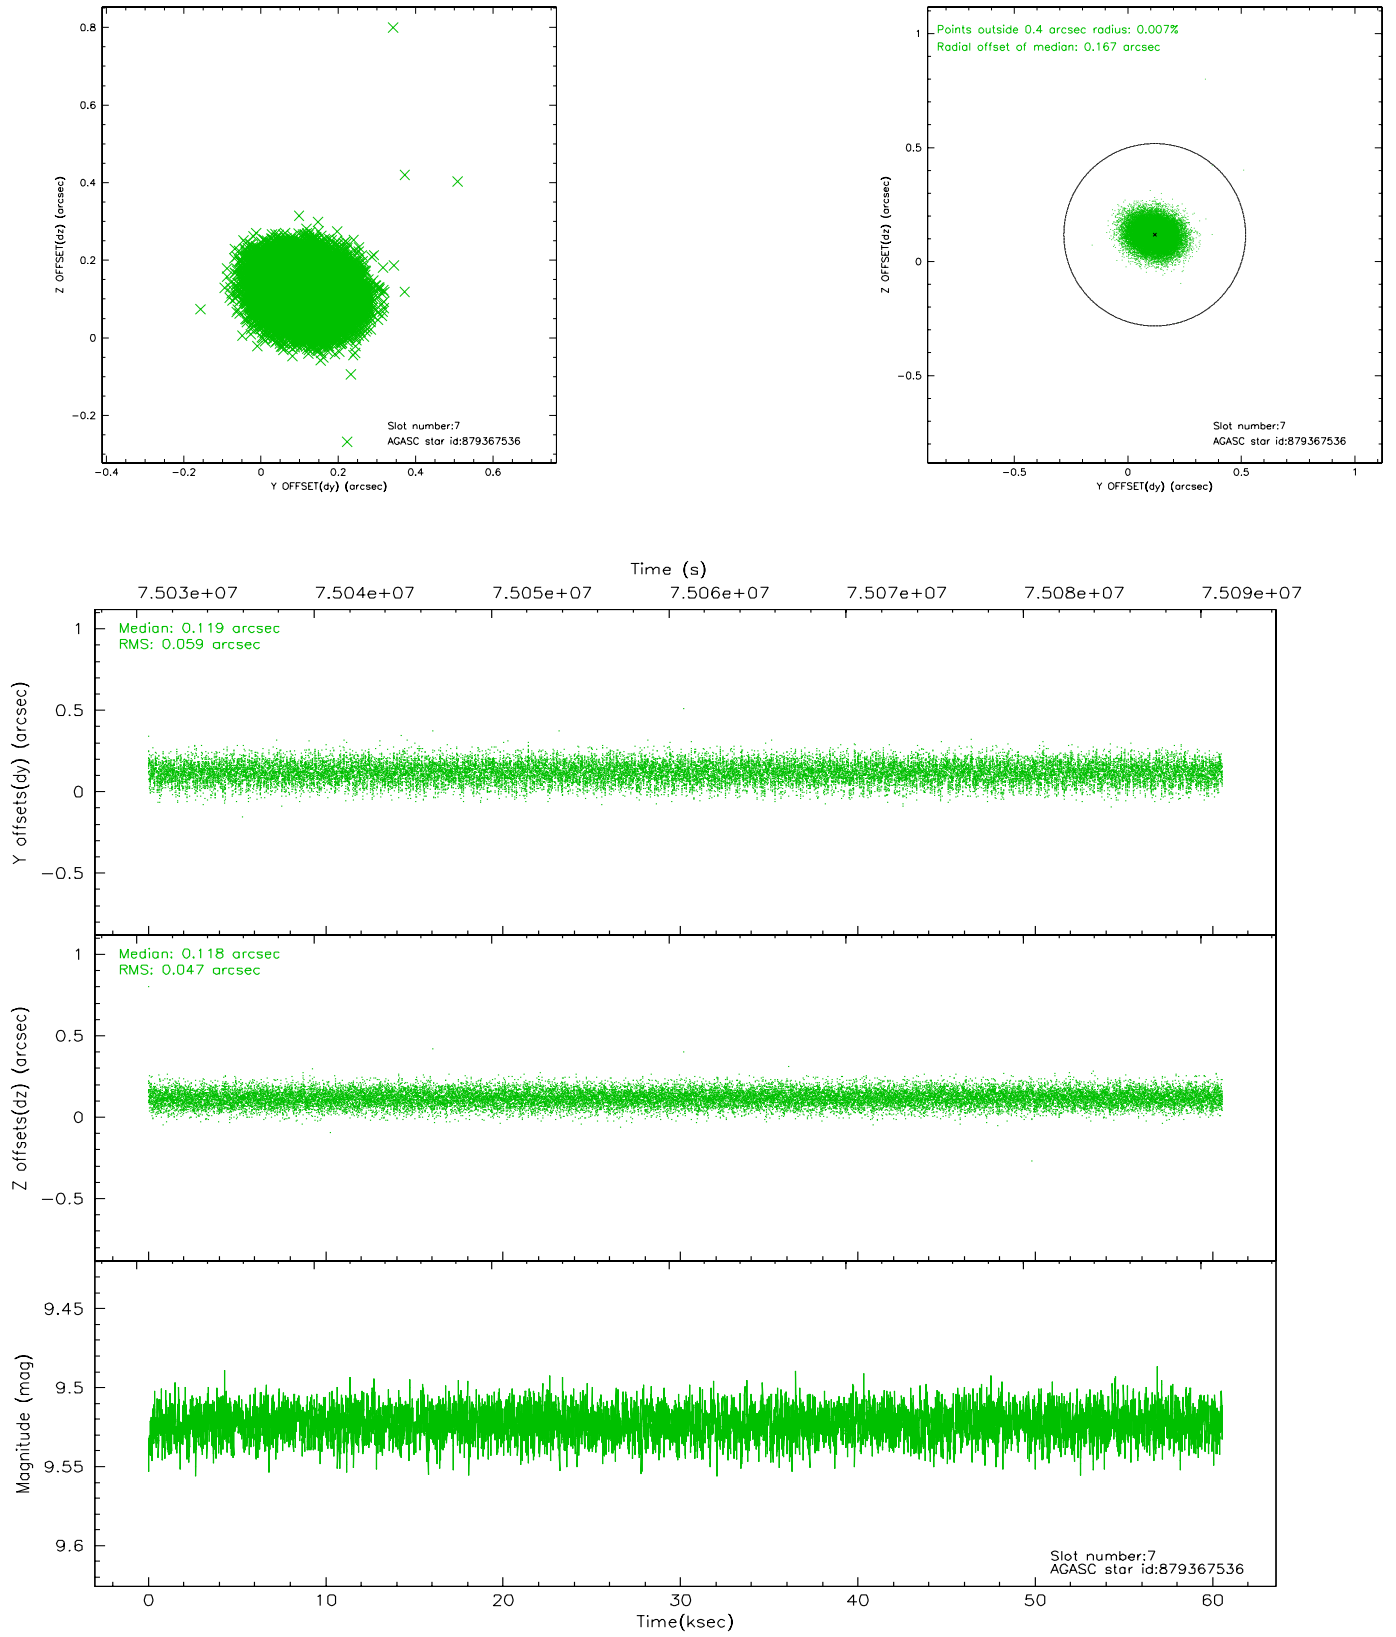 0.8
0.6
0.4
0.2
0
−0.2
Z OFFSET(dz) (arcsec)
Slot number:7
AGASC star id:879367536
−0.4 −0.2 0 0.2 0.4 0.6
Y OFFSET(dy) (arcsec)
Points outside 0.4 arcsec radius: 0.007%
Radial offset of median: 0.167 arcsec
1
0.5
0
−0.5
Z OFFSET(dz) (arcsec)
Slot number:7
AGASC star id:879367536
−0.5 0 0.5 1
Y OFFSET(dy) (arcsec)
Time (s)
7.503e+07 7.504e+07 7.505e+07 7.506e+07 7.507e+07 7.508e+07 7.509e+07
Median: 0.119 arcsec
RMS: 0.059 arcsec
1
0.5
0
−0.5
Y offsets(dy) (arcsec)
Median: 0.118 arcsec
RMS: 0.047 arcsec
1
0.5
0
−0.5
Z offsets(dz) (arcsec)
9.45
9.5
9.55
9.6
Magnitude (mag)
Slot number:7
AGASC star id:879367536
0 10 20 30 40 50 60
Time(ksec)